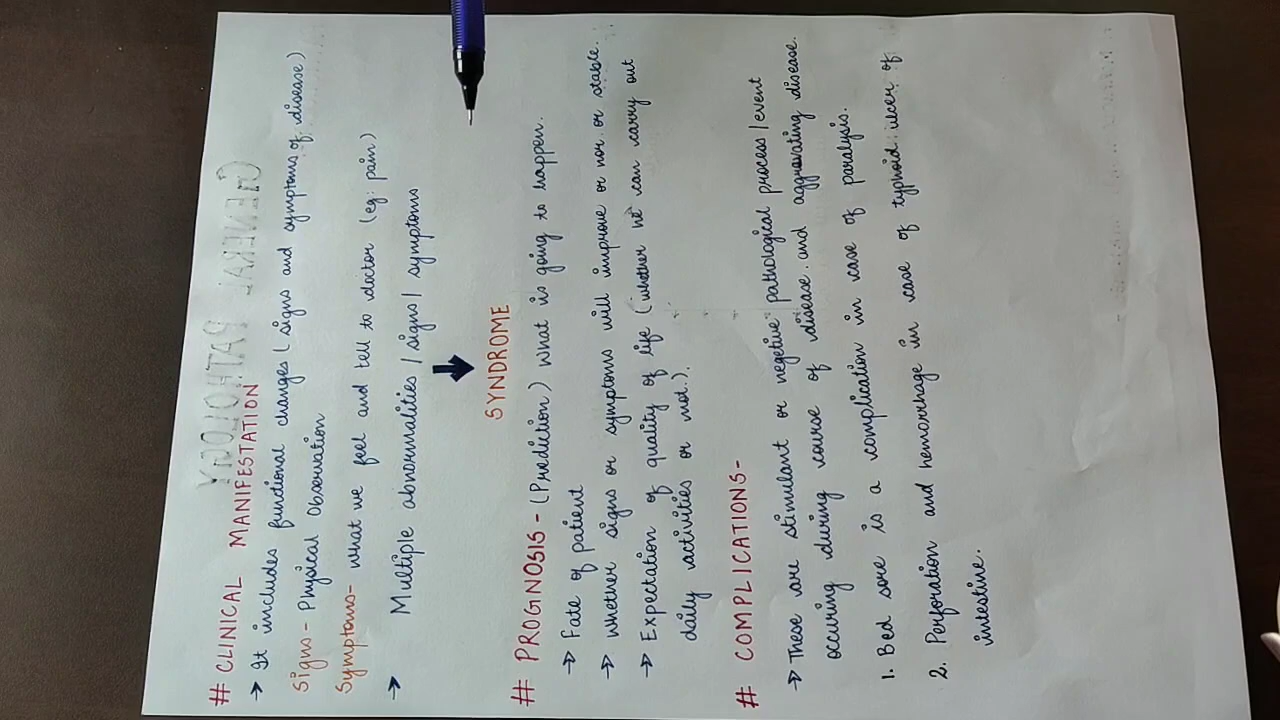 # CLINICAL MANIFESTATION
→ It includes functional changes ( signs and symptoms of disease)
Signs - Physical observation
Symptoms- what we feel and tell to doctor (eg: pain)
→ Multiple abnormalities / signs / symptoms
SYNDROME
# PROGNOSIS - (Prediction) what is going to happen.
→ Fate of patient
→ whether signs or symptoms will improve or nor or stable.
→ Expectation of quality of life (whether he can carry out
daily activities or not.).
# COMPLICATIONS-
→ These are stimulant or negetive pathological process/event
occuring during course of disease and aggravating disease.
1. Bed sore is a complication in case of paralysis.
2. Perforation and hemorrhage in case of typhoid ulcer of
intestine.
GENERAL PATHOLOGY